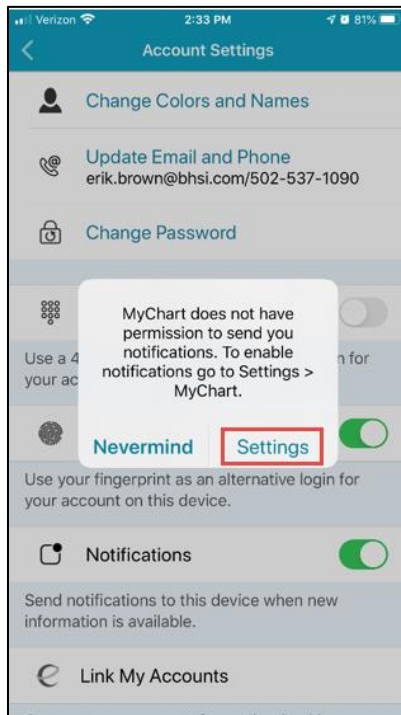 Verizon 2:33 PM 81%
Account Settings
Change Colors and Names
Update Email and Phone
erik.brown@bhsi.com/502-537-1090
Change Password
MyChart does not have
permission to send you
notifications. To enable
notifications go to Settings >
MyChart.
Nevermind Settings
Use a 4 n for
your ac
Use your fingerprint as an alternative login for
your account on this device.
Notifications
Send notifications to this device when new
information is available.
Link My Accounts